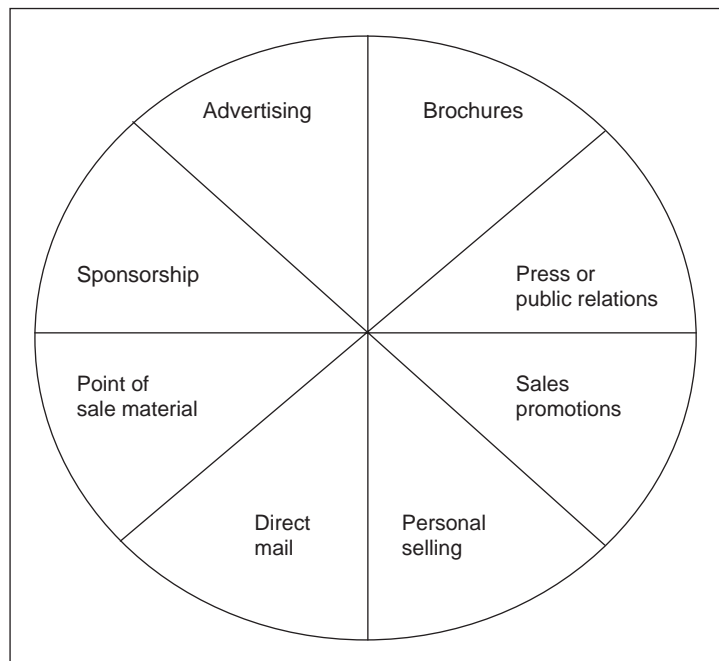 Advertising
Brochures
Sponsorship
Press or
public relations
Point of
sale material
Sales
promotions
Direct
mail
Personal
selling